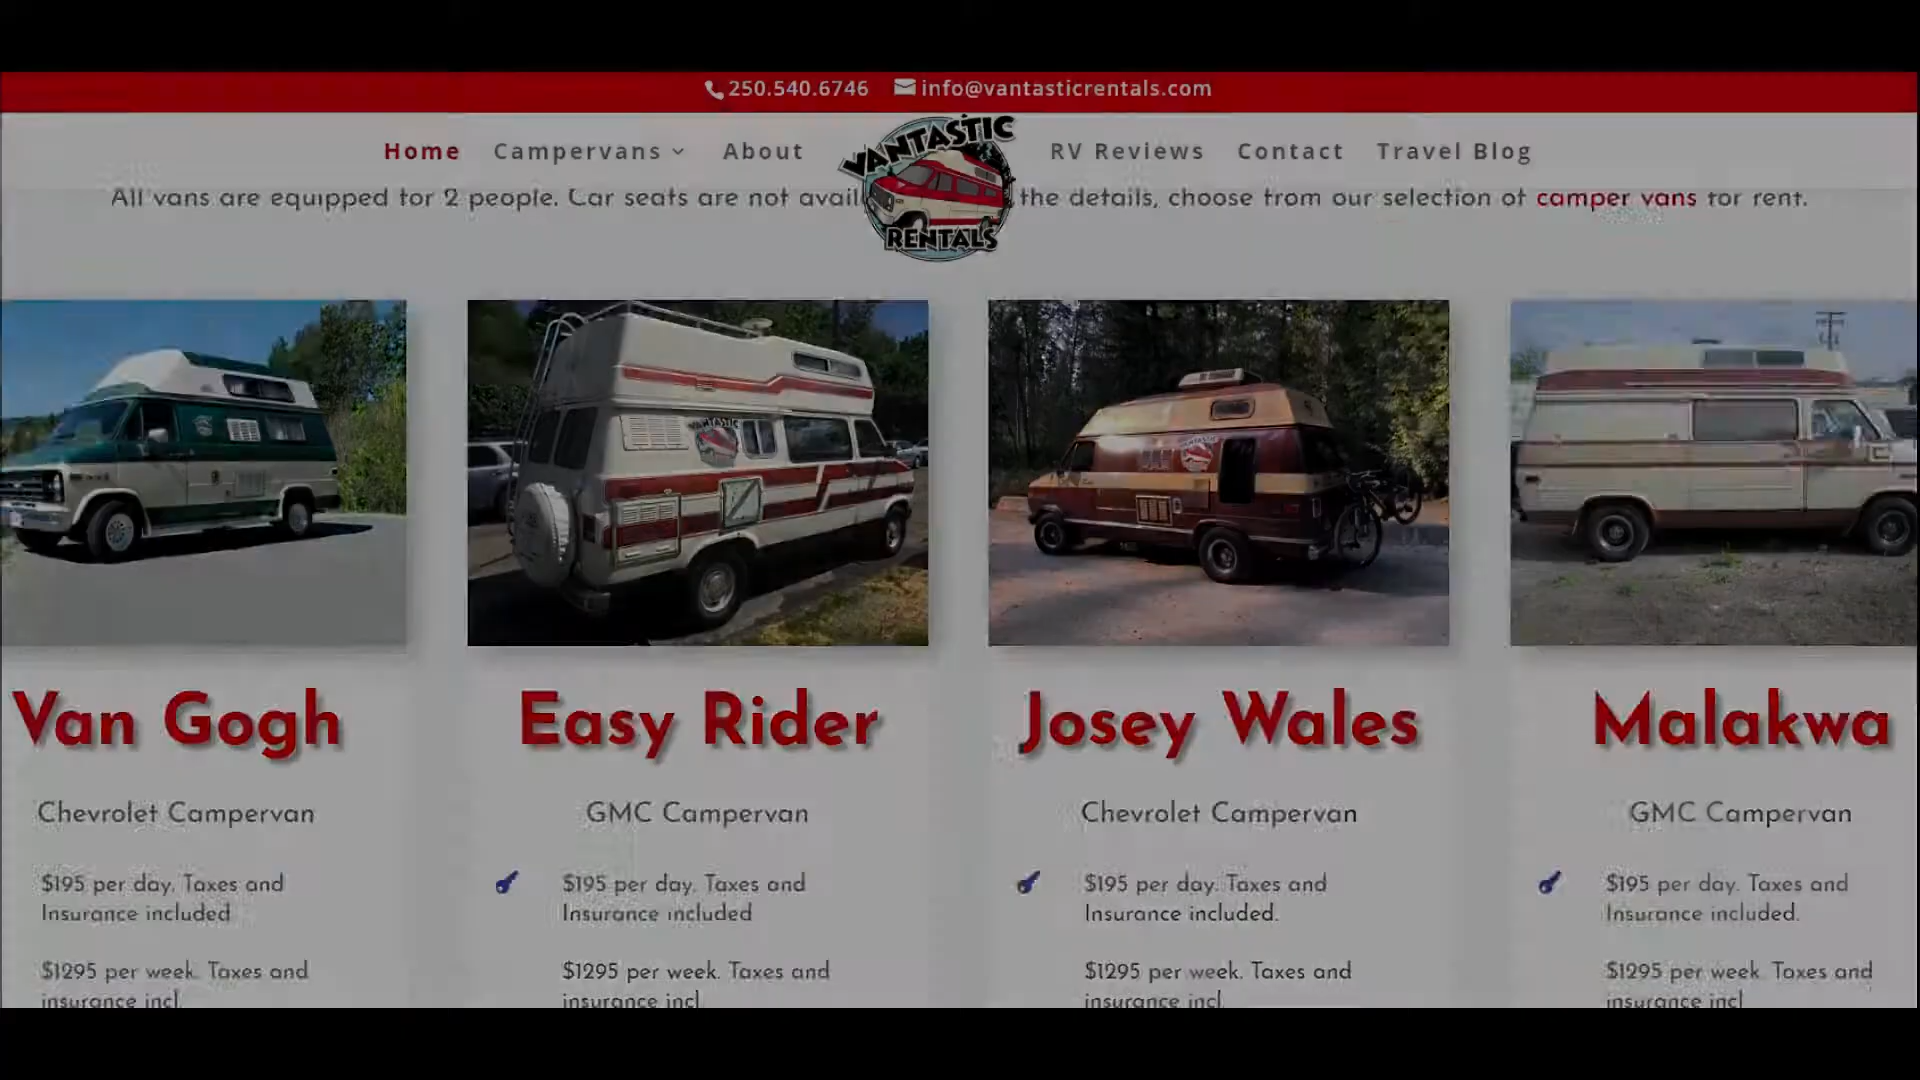 250.540.6746 info@vantasticrentals.com
Home Campervans About
VANTASTIC
RENTALS
RV Reviews Contact Travel Blog
All vans are equipped for 2 people. Car seats are not avail the details, choose from our selection of camper vans for rent.
VANTASTIC
VANTASTIC
Van Gogh
Chevrolet Campervan
$195 per day. Taxes and
Insurance included
$1295 per week. Taxes and
insurance incl.
Easy Rider
GMC Campervan
$195 per day. Taxes and
Insurance included
$1295 per week. Taxes and
insurance incl.
Josey Wales
Chevrolet Campervan
$195 per day. Taxes and
Insurance included.
$1295 per week. Taxes and
insurance incl.
Malakwa
GMC Campervan
$195 per day. Taxes and
Insurance included.
$1295 per week. Taxes and
insurance incl.